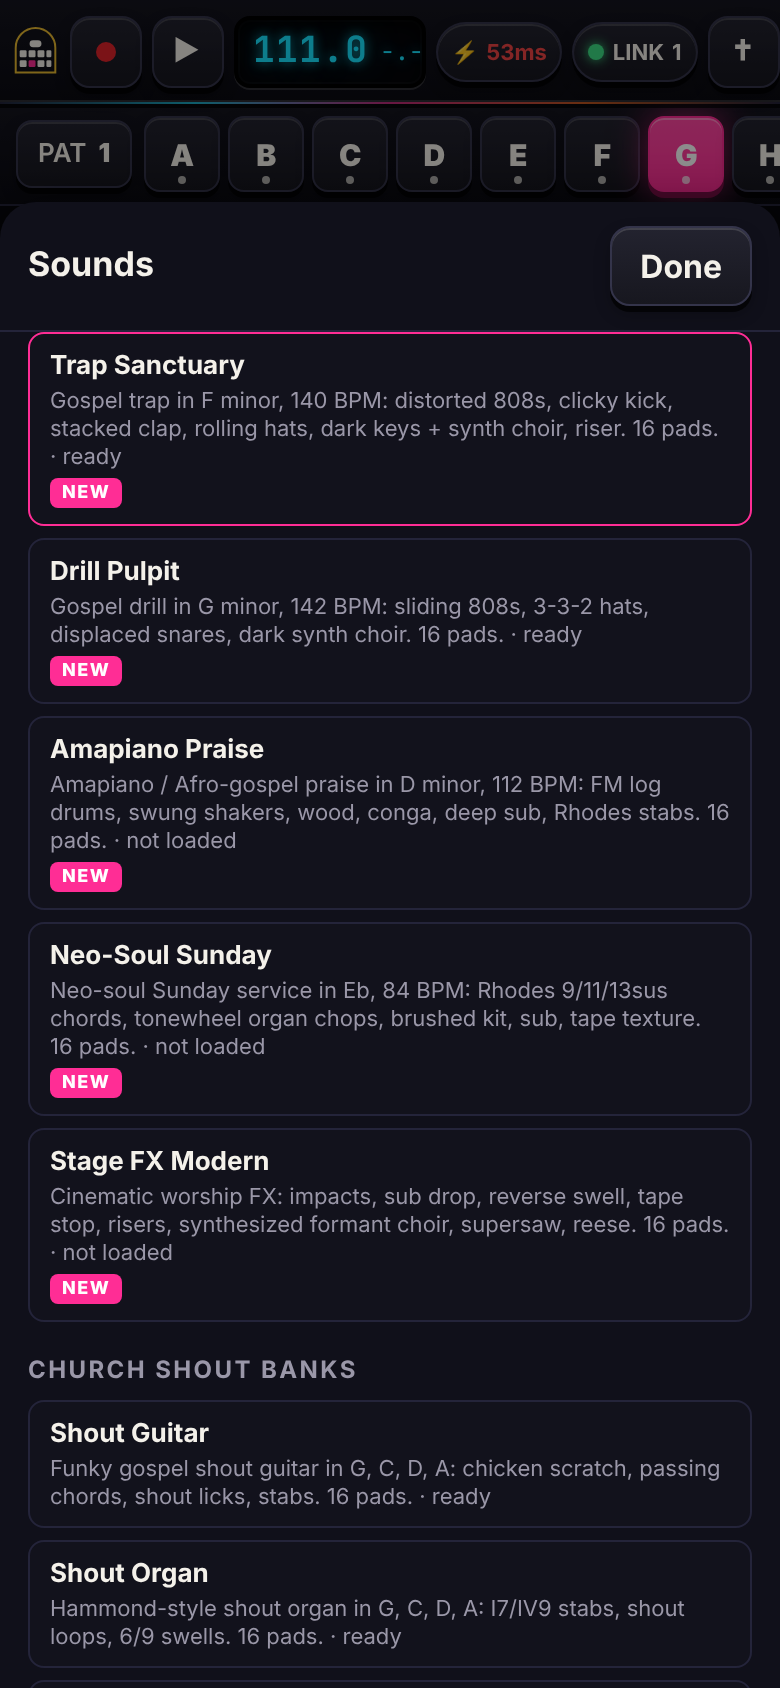 111.0 -.-
⚡ 53ms
LINK 1
✝
PAT 1
A
B
C
D
E
F
G
H
Sounds
Done
Trap Sanctuary
Gospel trap in F minor, 140 BPM: distorted 808s, clicky kick,
stacked clap, rolling hats, dark keys + synth choir, riser. 16 pads.
· ready
NEW
Drill Pulpit
Gospel drill in G minor, 142 BPM: sliding 808s, 3-3-2 hats,
displaced snares, dark synth choir. 16 pads. · ready
NEW
Amapiano Praise
Amapiano / Afro-gospel praise in D minor, 112 BPM: FM log
drums, swung shakers, wood, conga, deep sub, Rhodes stabs. 16
pads. · not loaded
NEW
Neo-Soul Sunday
Neo-soul Sunday service in Eb, 84 BPM: Rhodes 9/11/13sus
chords, tonewheel organ chops, brushed kit, sub, tape texture.
16 pads. · not loaded
NEW
Stage FX Modern
Cinematic worship FX: impacts, sub drop, reverse swell, tape
stop, risers, synthesized formant choir, supersaw, reese. 16 pads.
· not loaded
NEW
CHURCH SHOUT BANKS
Shout Guitar
Funky gospel shout guitar in G, C, D, A: chicken scratch, passing
chords, shout licks, stabs. 16 pads. · ready
Shout Organ
Hammond-style shout organ in G, C, D, A: I7/IV9 stabs, shout
loops, 6/9 swells. 16 pads. · ready